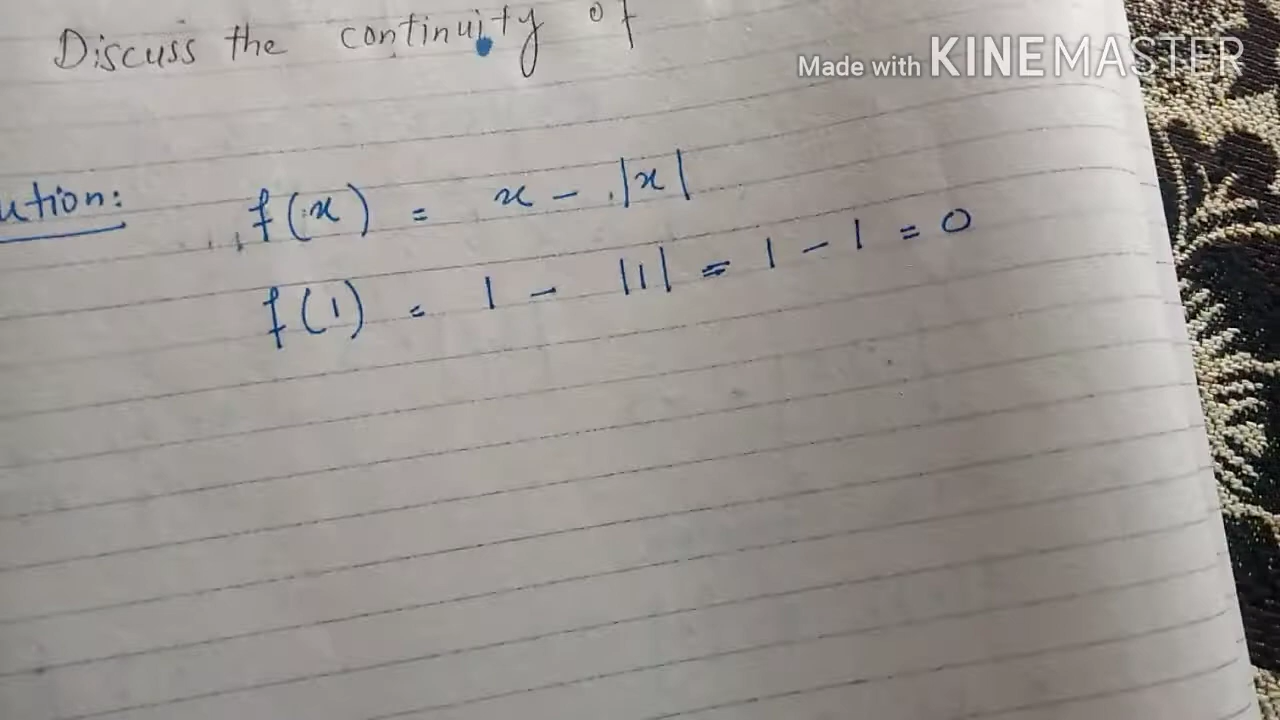 Discuss the continuity of
Made with KINEMASTER
ution:
f(x) = x - |x|
f(1) = 1 - |1| = 1 - 1 = 0